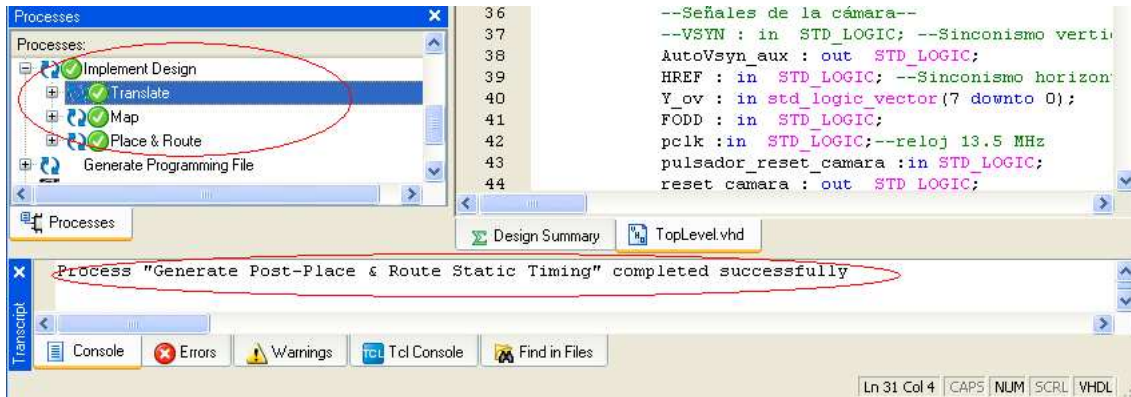 Processes
Processes:
Implement Design
Translate
Map
Place & Route
Generate Programming File
Processes
36 --Señales de la cámara--
37 --VSYN : in STD_LOGIC; --Sinconismo verti
38 AutoVsyn_aux : out STD_LOGIC;
39 HREF : in STD_LOGIC; --Sinconismo horizon
40 Y_ov : in std_logic_vector(7 downto 0);
41 FODD : in STD_LOGIC;
42 pclk :in STD_LOGIC;--reloj 13.5 MHz
43 pulsador_reset_camara :in STD_LOGIC;
44 reset_camara : out STD_LOGIC;
Design Summary TopLevel.vhd
Process "Generate Post-Place & Route Static Timing" completed successfully
Transcript
Console Errors Warnings TCL Tcl Console Find in Files
Ln 31 Col 4 CAPS NUM SCRL VHDL